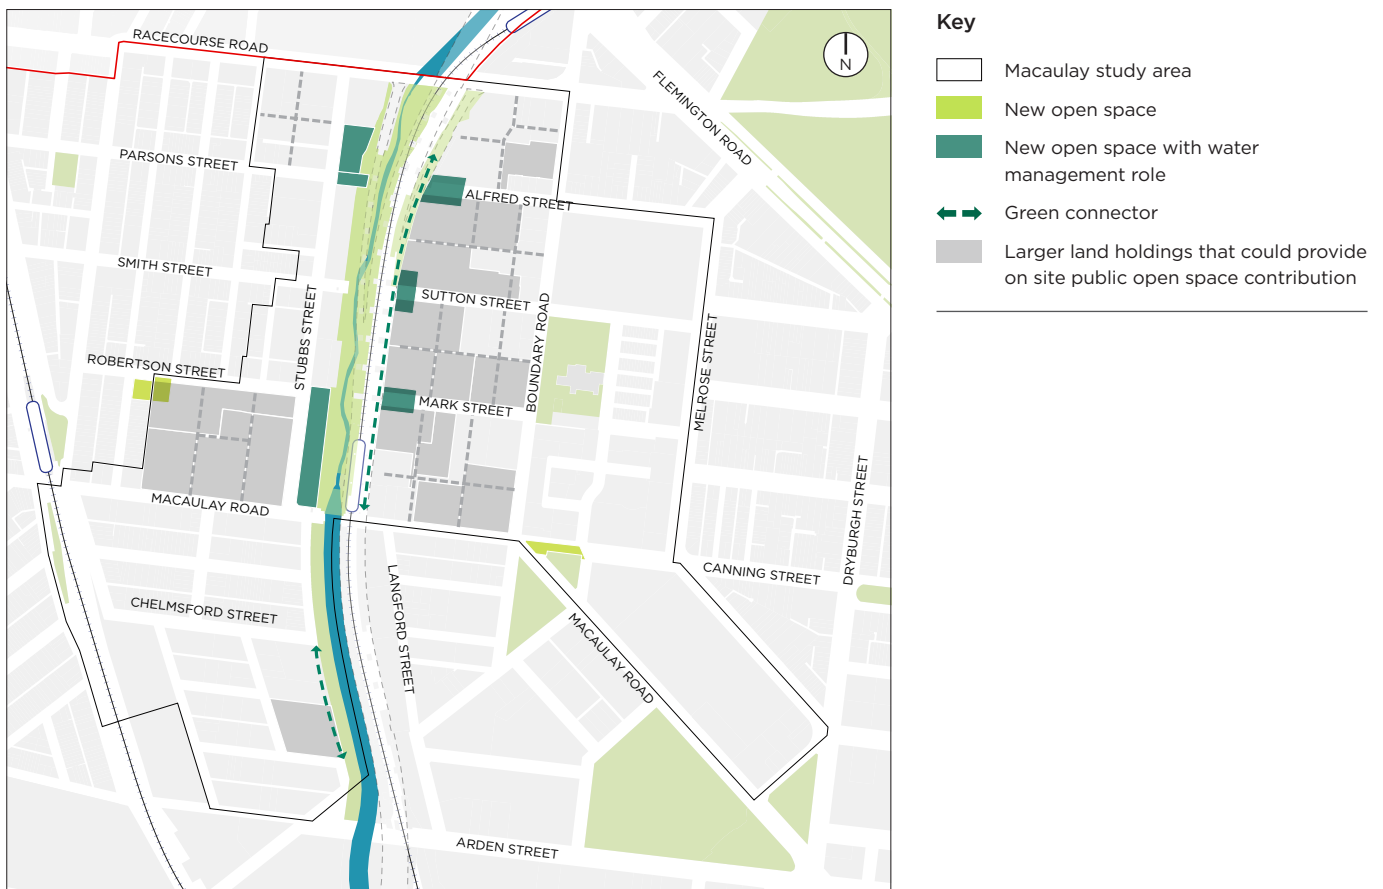 RACECOURSE ROAD
N
FLEMINGTON ROAD
PARSONS STREET
ALFRED STREET
SMITH STREET
SUTTON STREET
STUBBS STREET
BOUNDARY ROAD
MELROSE STREET
ROBERTSON STREET
MARK STREET
MACAULAY ROAD
DRYBURGH STREET
CANNING STREET
LANGFORD STREET
CHELMSFORD STREET
MACAULAY ROAD
ARDEN STREET
Key
Macaulay study area
New open space
New open space with water
management role
Green connector
Larger land holdings that could provide
on site public open space contribution